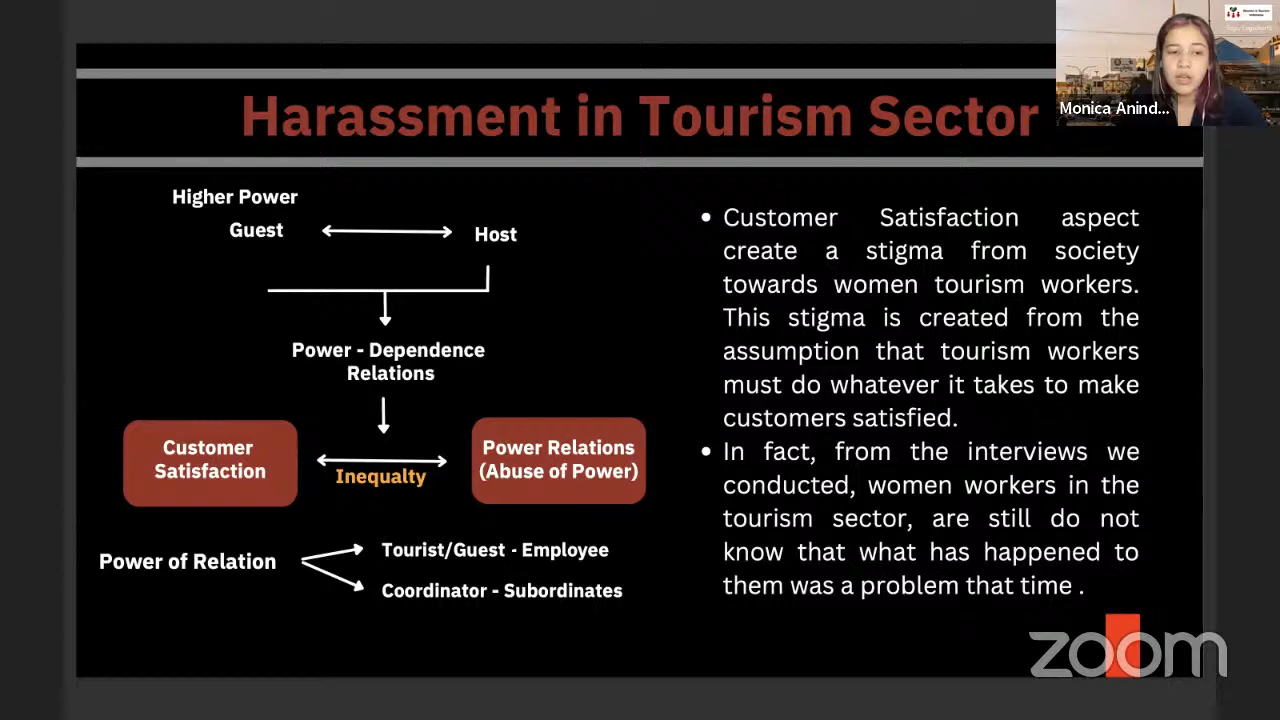 Harassment in Tourism Sector
Monica Anind...
Higher Power
Guest
Host
Power - Dependence
Relations
Customer
Satisfaction
Inequalty
Power Relations
(Abuse of Power)
Power of Relation
Tourist/Guest - Employee
Coordinator - Subordinates
• Customer Satisfaction aspect
create a stigma from society
towards women tourism workers.
This stigma is created from the
assumption that tourism workers
must do whatever it takes to make
customers satisfied.
• In fact, from the interviews we
conducted, women workers in the
tourism sector, are still do not
know that what has happened to
them was a problem that time .
zoom